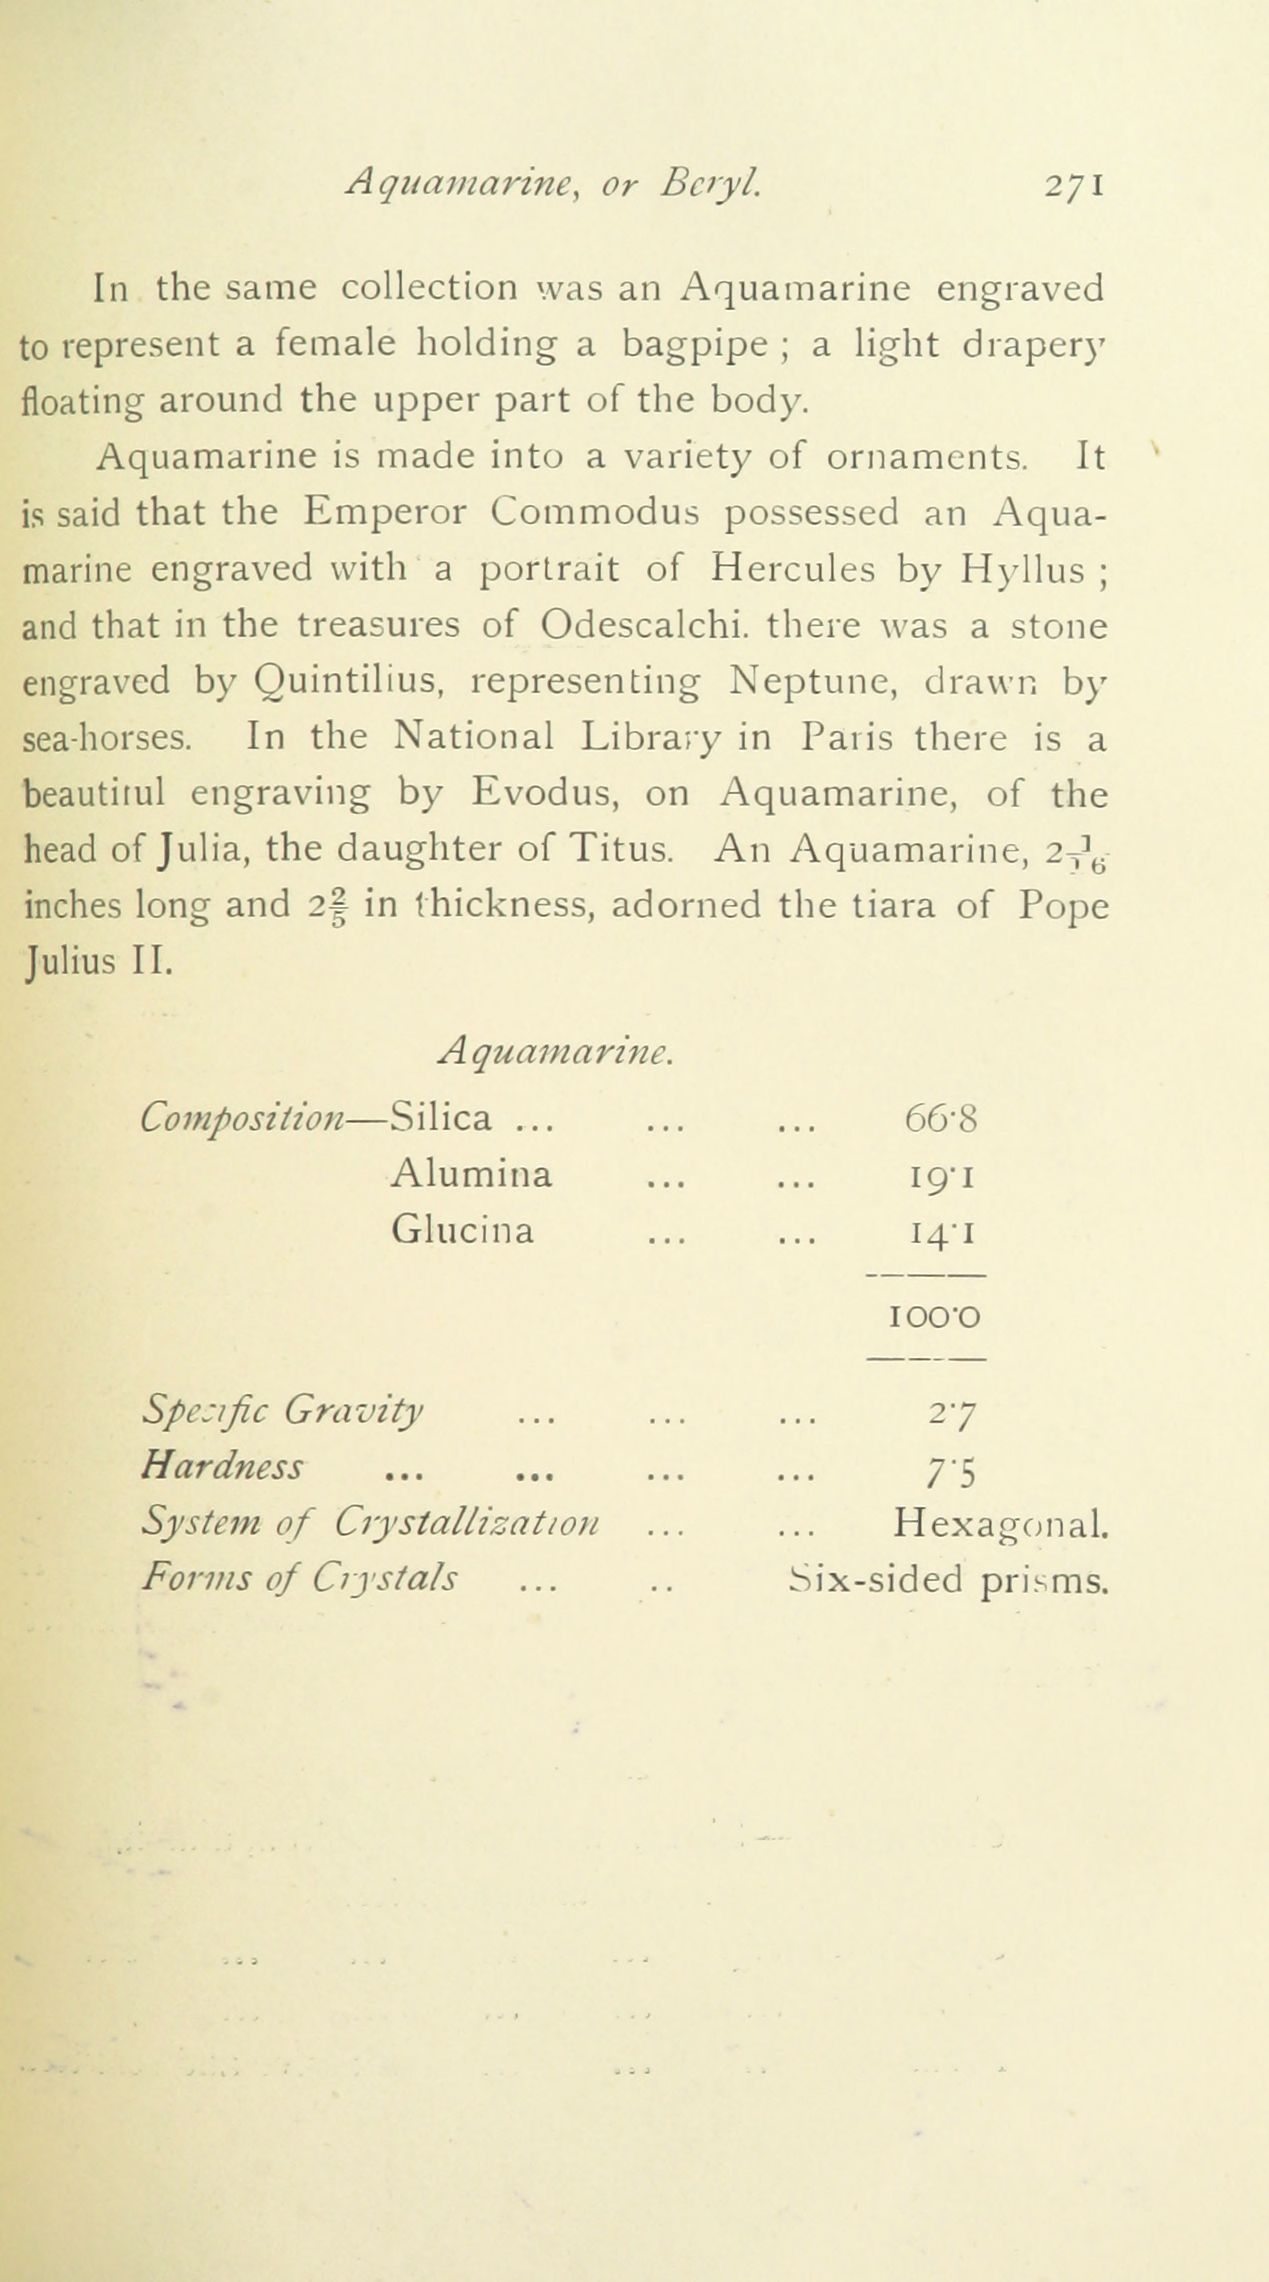 Aquamarine, or Beryl. 271
In the same collection was an Aquamarine engraved
to represent a female holding a bagpipe ; a light drapery
floating around the upper part of the body.
Aquamarine is made into a variety of ornaments. It
is said that the Emperor Commodus possessed an Aqua-
marine engraved with a portrait of Hercules by Hyllus ;
and that in the treasures of Odescalchi. there was a stone
engraved by Quintilius, representing Neptune, drawn by
sea-horses. In the National Library in Paris there is a
beautiful engraving by Evodus, on Aquamarine, of the
head of Julia, the daughter of Titus. An Aquamarine, 2 1/16
inches long and 2 2/5 in thickness, adorned the tiara of Pope
Julius II.
Aquamarine.
Composition—Silica ... ... ... 66·8
Alumina ... ... 19·1
Glucina ... ... 14·1
100·0
Specific Gravity ... ... ... 2·7
Hardness ... ... ... ... 7·5
System of Crystallization ... ... Hexagonal.
Forms of Crystals ... .. Six-sided prisms.